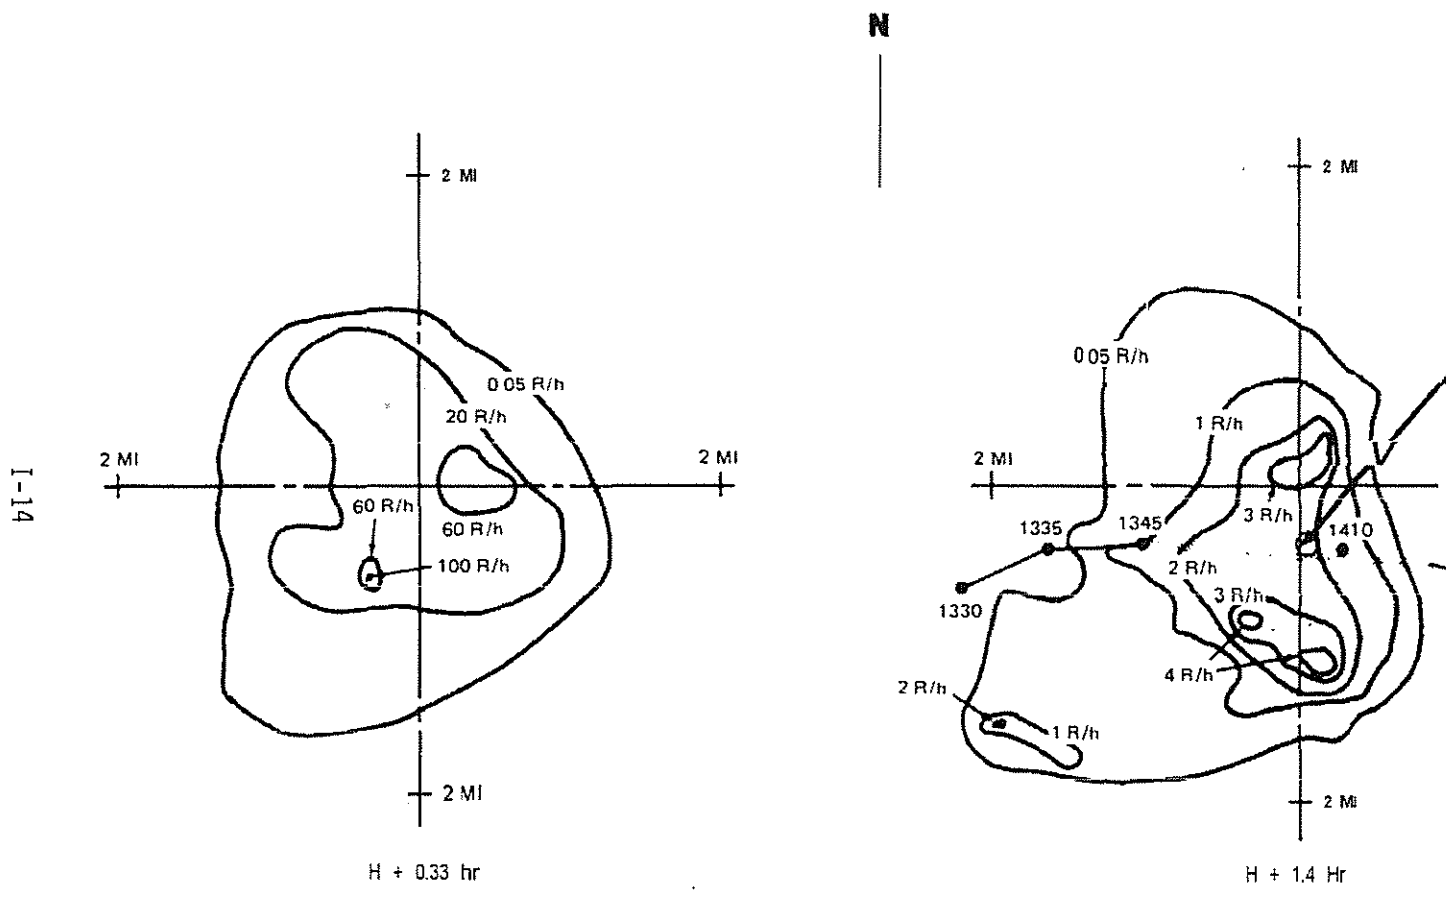 N
2 MI
2 MI
0 05 R/h
20 R/h
2 MI
2 MI
60 R/h
60 R/h
100 R/h
2 MI
H + 0.33 hr
0 05 R/h
1 R/h
2 MI
3 R/h
1335
1345
1410
2 R/h
1330
3 R/h
4 R/h
2 R/h
1 R/h
2 MI
H + 1.4 Hr
I-14